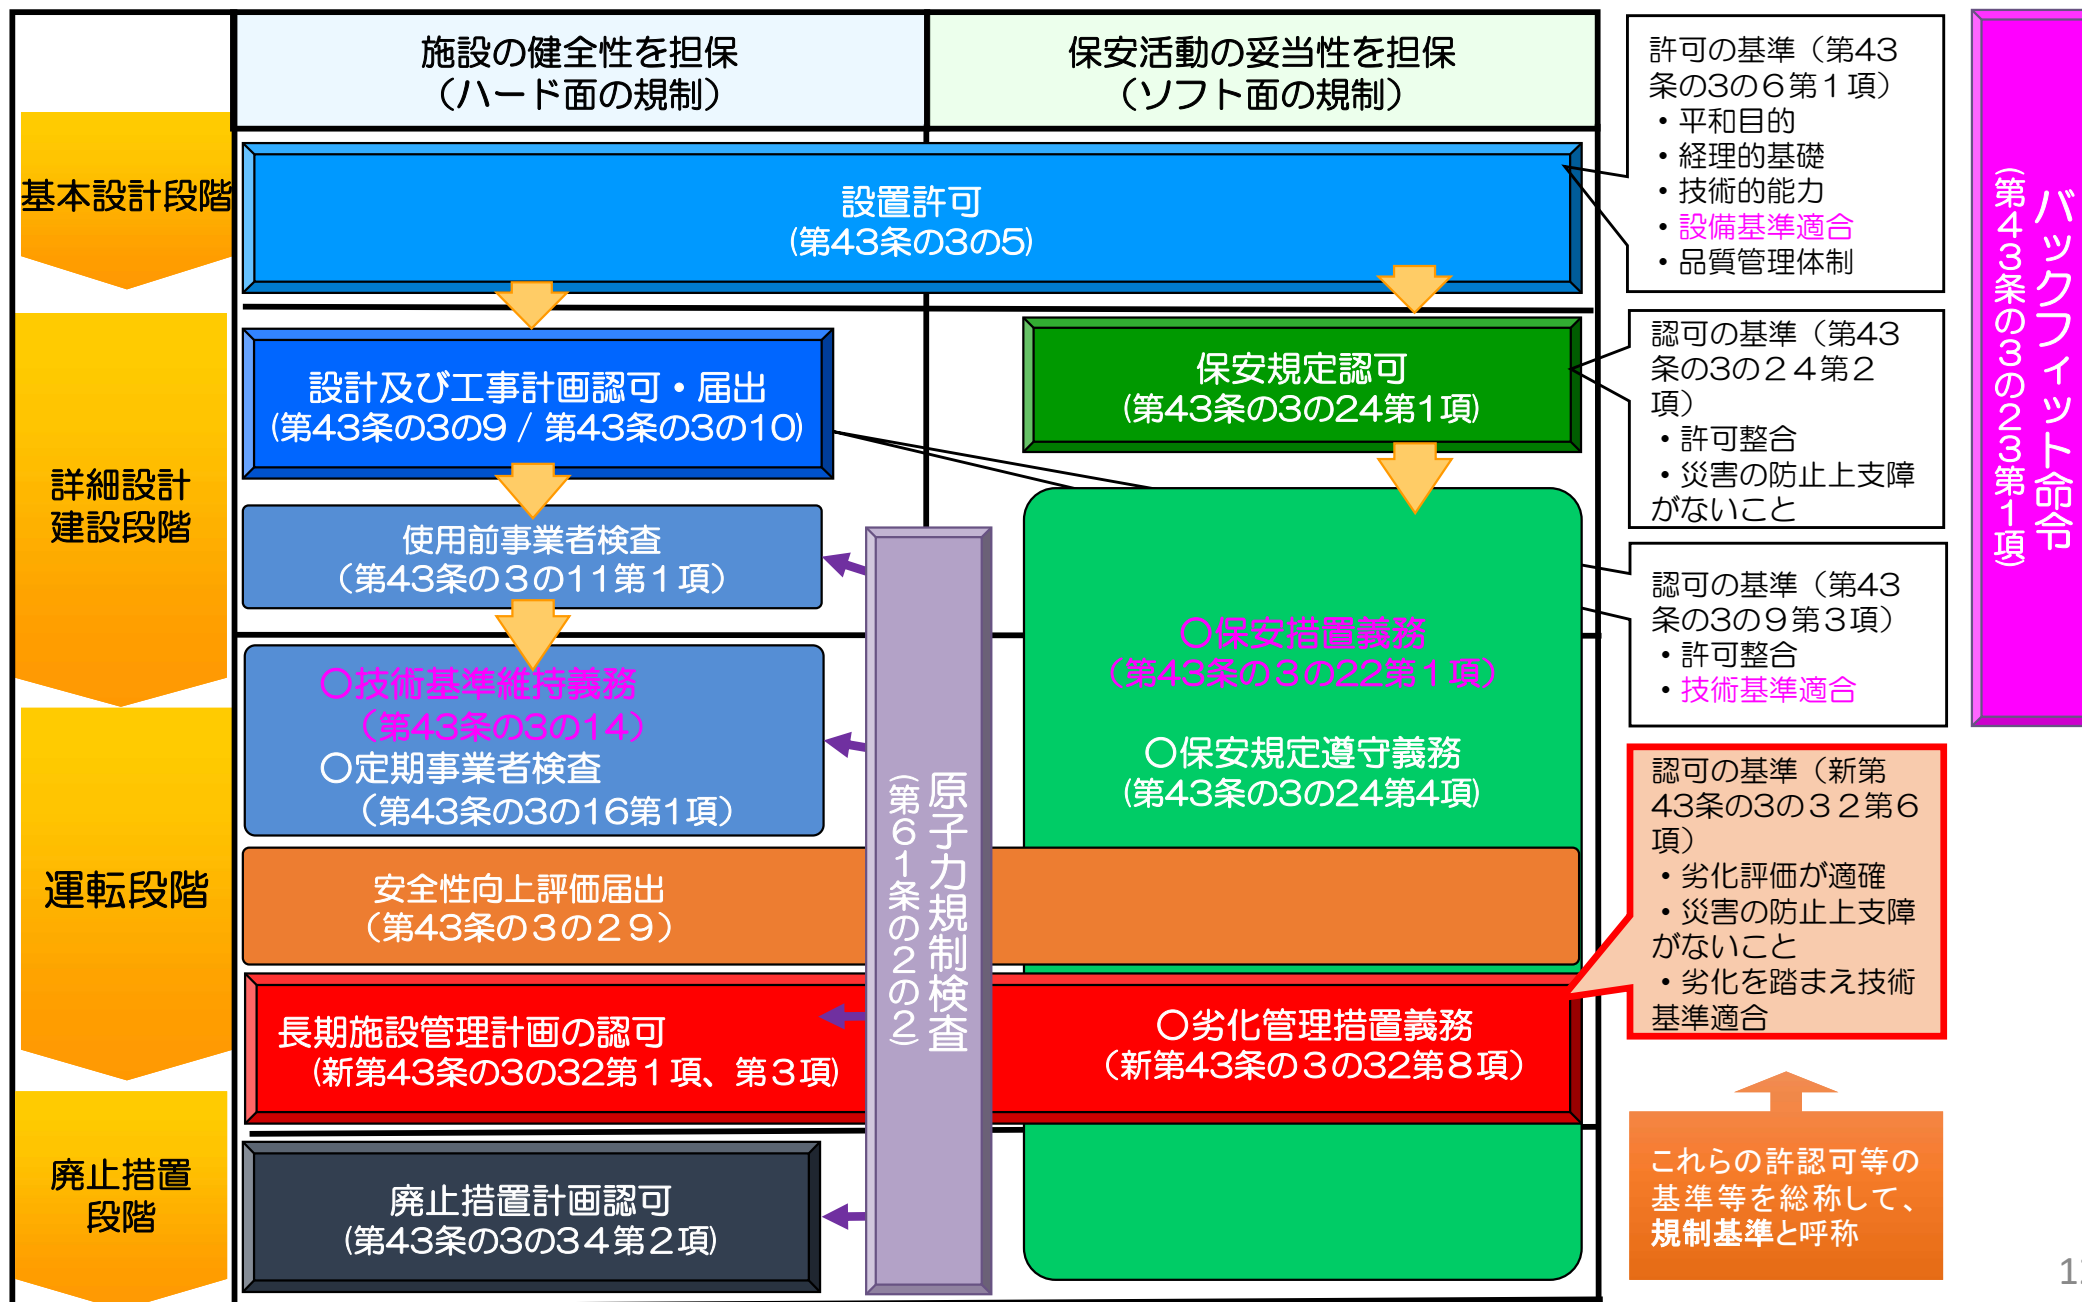 施設の健全性を担保
（ハード面の規制）
保安活動の妥当性を担保
（ソフト面の規制）
基本設計段階
設置許可
(第43条の3の5)
許可の基準（第43
条の3の６第１項）
・平和目的
・経理的基礎
・技術的能力
・設備基準適合
・品質管理体制
バックフィット命令
(第43条の3の23第1項)
詳細設計
建設段階
設計及び工事計画認可・届出
(第43条の3の9 / 第43条の3の10)
保安規定認可
(第43条の3の24第1項)
認可の基準（第43
条の3の２４第２
項）
・許可整合
・災害の防止上支障
がないこと
使用前事業者検査
（第43条の３の11第１項）
認可の基準（第43
条の3の９第３項）
・許可整合
・技術基準適合
〇技術基準維持義務
（第43条の3の14）
〇定期事業者検査
（第43条の3の16第1項）
〇保安措置義務
（第43条の３の22第１項）
〇保安規定遵守義務
(第43条の3の24第4項)
原子力規制検査
(第61条の2の2)
運転段階
安全性向上評価届出
（第43条の３の２９）
長期施設管理計画の認可
(新第43条の3の32第１項、第３項)
〇劣化管理措置義務
（新第43条の３の32第８項）
認可の基準（新第
43条の3の３２第６
項）
・劣化評価が適確
・災害の防止上支障
がないこと
・劣化を踏まえ技術
基準適合
廃止措置
段階
廃止措置計画認可
(第43条の3の3４第２項)
これらの許認可等の
基準等を総称して、
規制基準と呼称